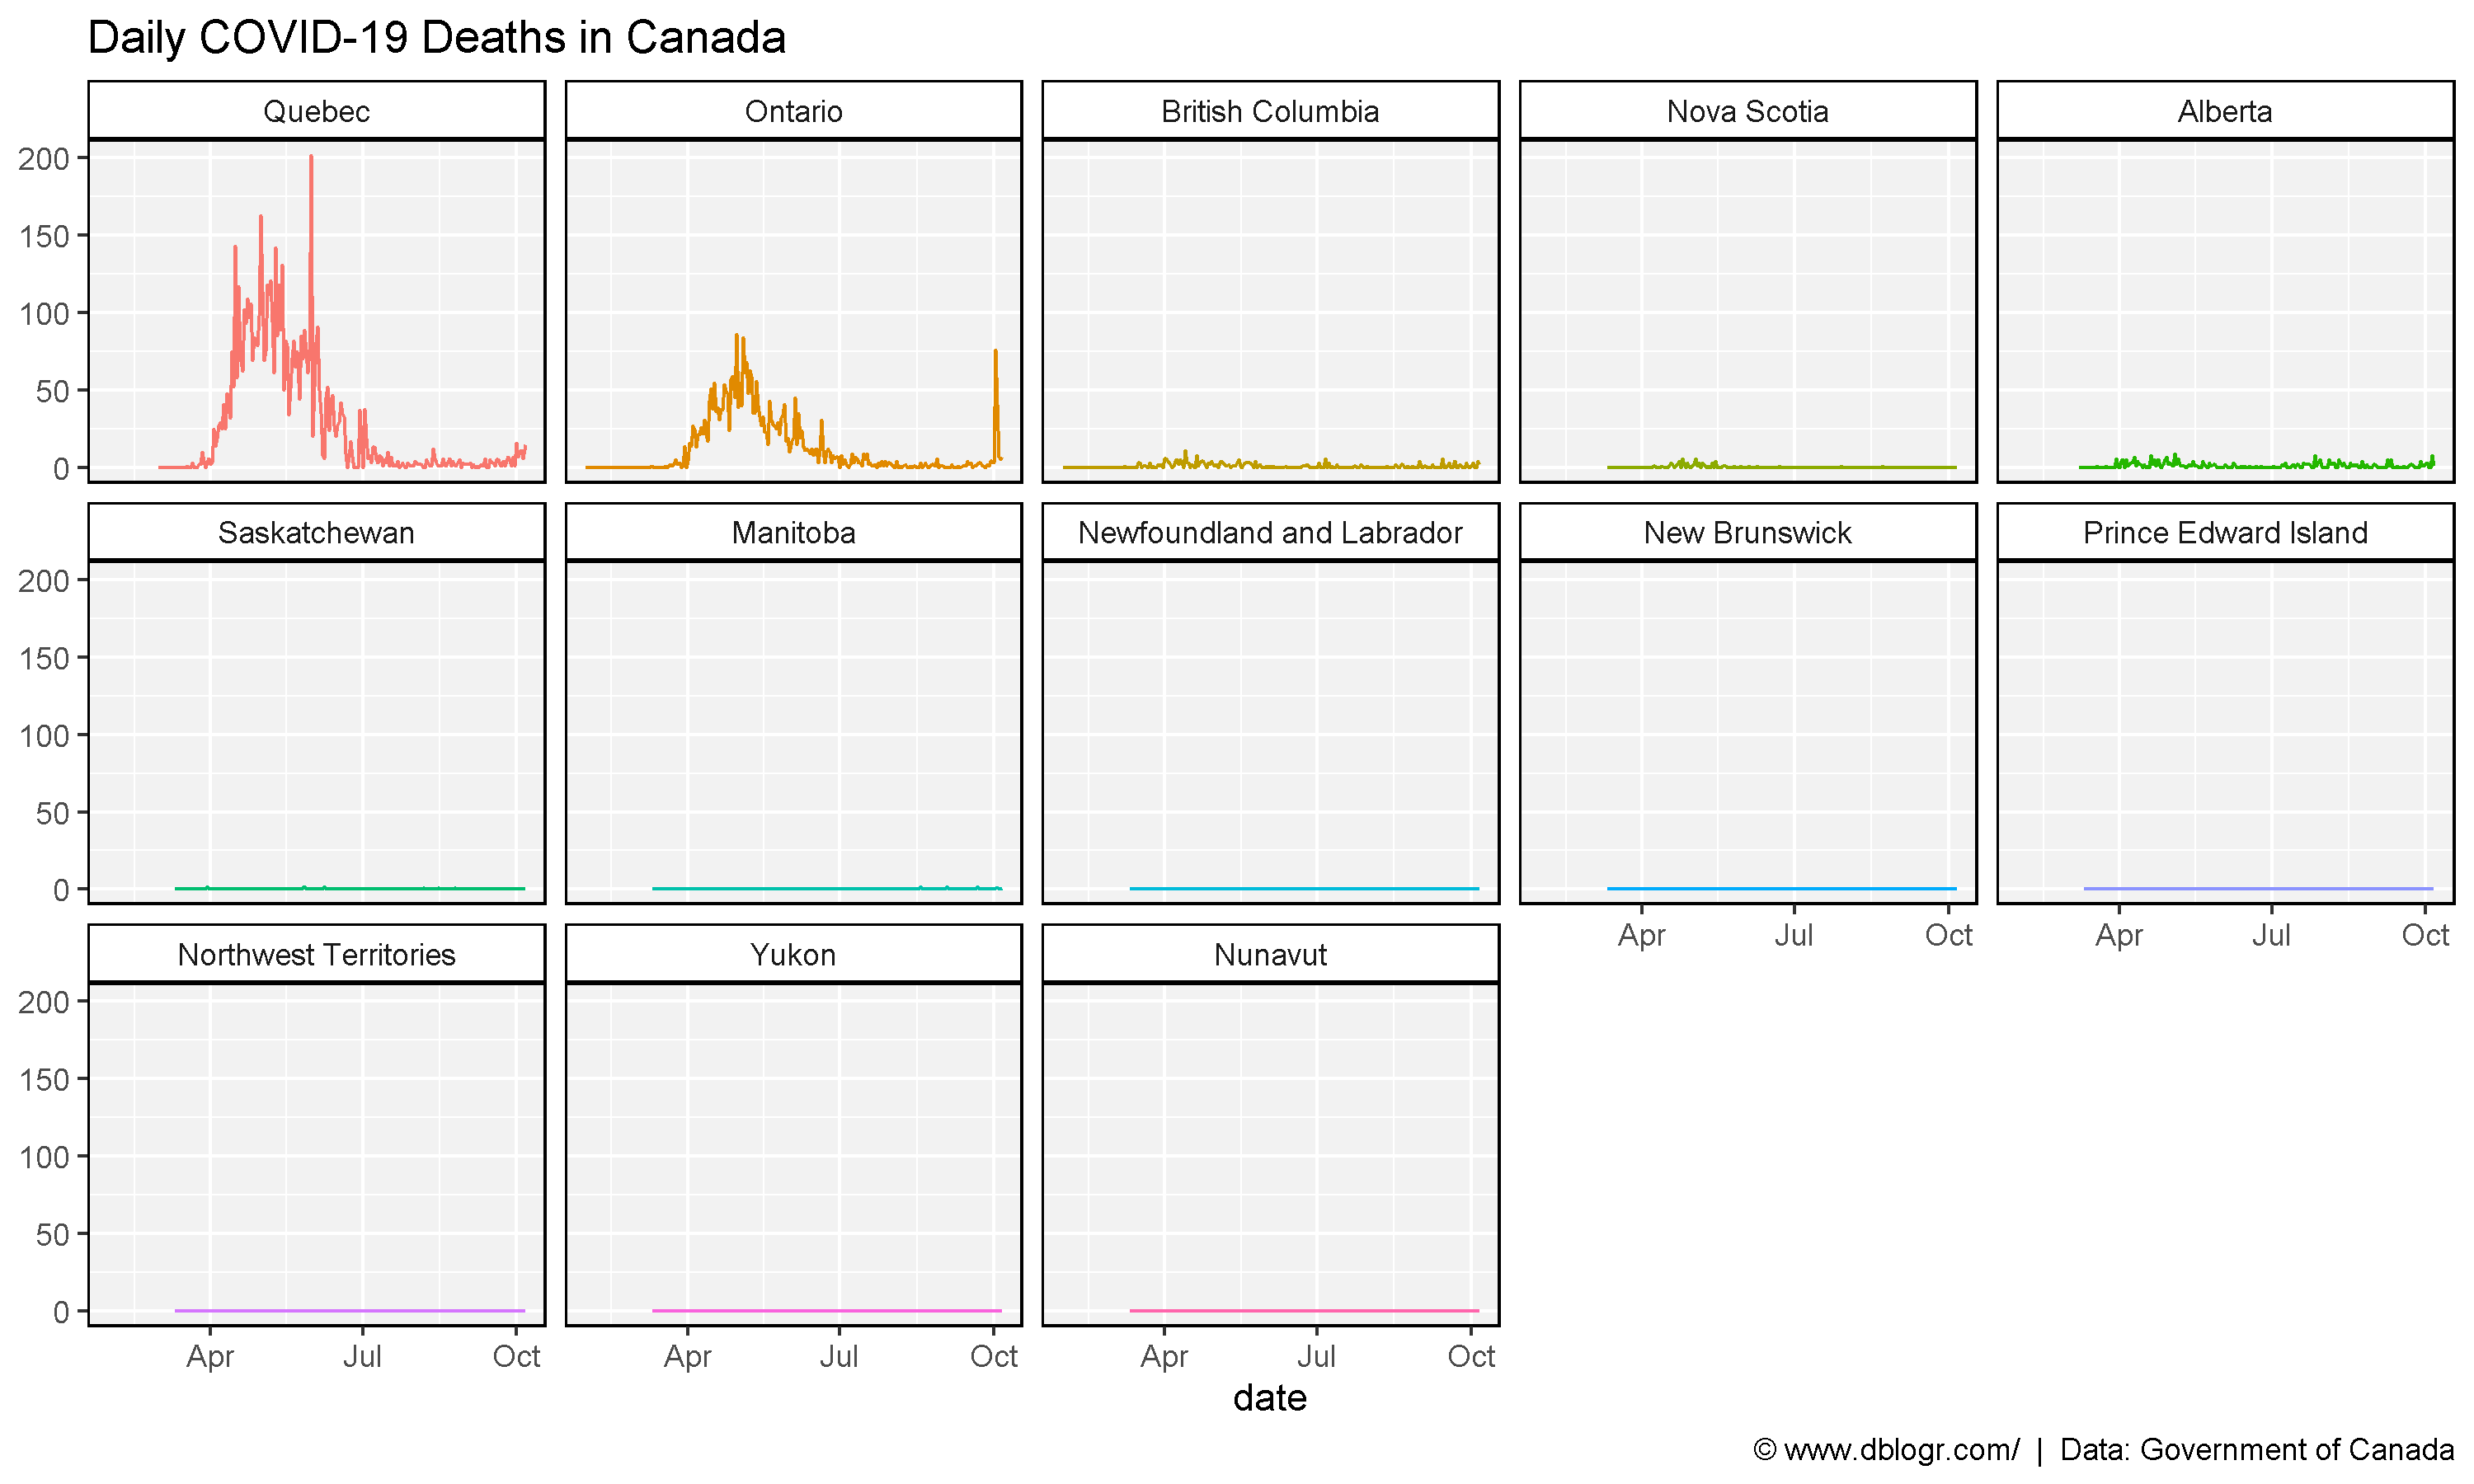 Daily COVID-19 Deaths in Canada
Quebec
Ontario
British Columbia
Nova Scotia
Alberta
200
150
100
50
0
Saskatchewan
Manitoba
Newfoundland and Labrador
New Brunswick
Prince Edward Island
200
150
100
50
0
Apr Jul Oct
Apr Jul Oct
Northwest Territories
Yukon
Nunavut
200
150
100
50
0
Apr Jul Oct
Apr Jul Oct
Apr Jul Oct
date
© www.dblogr.com/ | Data: Government of Canada